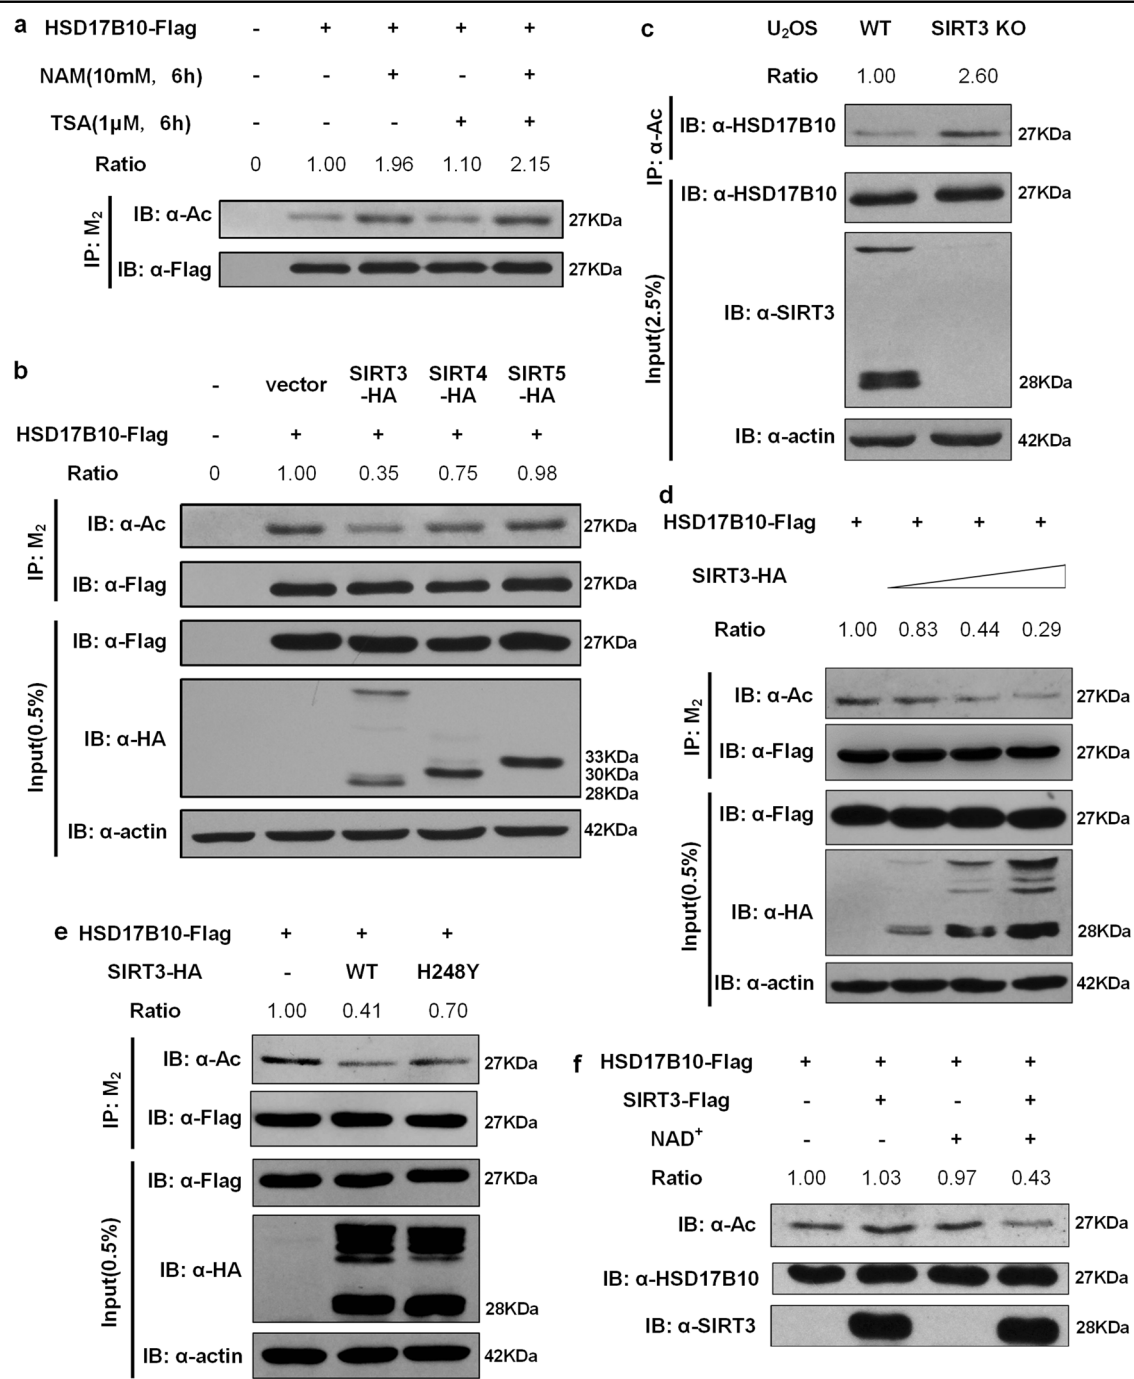 a
HSD17B10-Flag - + + + +
NAM(10mM, 6h) - - + - +
TSA(1μM, 6h) - - - + +
Ratio 0 1.00 1.96 1.10 2.15
IP: M2
IB: α-Ac 27KDa
IB: α-Flag 27KDa
b
- vector SIRT3-HA SIRT4-HA SIRT5-HA
HSD17B10-Flag - + + + +
Ratio 0 1.00 0.35 0.75 0.98
IP: M2
IB: α-Ac 27KDa
IB: α-Flag 27KDa
Input(0.5%)
IB: α-Flag 27KDa
IB: α-HA
33KDa
30KDa
28KDa
IB: α-actin 42KDa
c
U2OS WT SIRT3 KO
Ratio 1.00 2.60
IP: α-Ac
IB: α-HSD17B10 27KDa
Input(2.5%)
IB: α-HSD17B10 27KDa
IB: α-SIRT3
28KDa
IB: α-actin 42KDa
d
HSD17B10-Flag + + + +
SIRT3-HA
Ratio 1.00 0.83 0.44 0.29
IP: M2
IB: α-Ac 27KDa
IB: α-Flag 27KDa
Input(0.5%)
IB: α-Flag 27KDa
IB: α-HA 28KDa
IB: α-actin 42KDa
e
HSD17B10-Flag + + +
SIRT3-HA - WT H248Y
Ratio 1.00 0.41 0.70
IP: M2
IB: α-Ac 27KDa
IB: α-Flag 27KDa
Input(0.5%)
IB: α-Flag 27KDa
IB: α-HA 28KDa
IB: α-actin 42KDa
f
HSD17B10-Flag + + + +
SIRT3-Flag - + - +
NAD+ - - + +
Ratio 1.00 1.03 0.97 0.43
IB: α-Ac 27KDa
IB: α-HSD17B10 27KDa
IB: α-SIRT3 28KDa